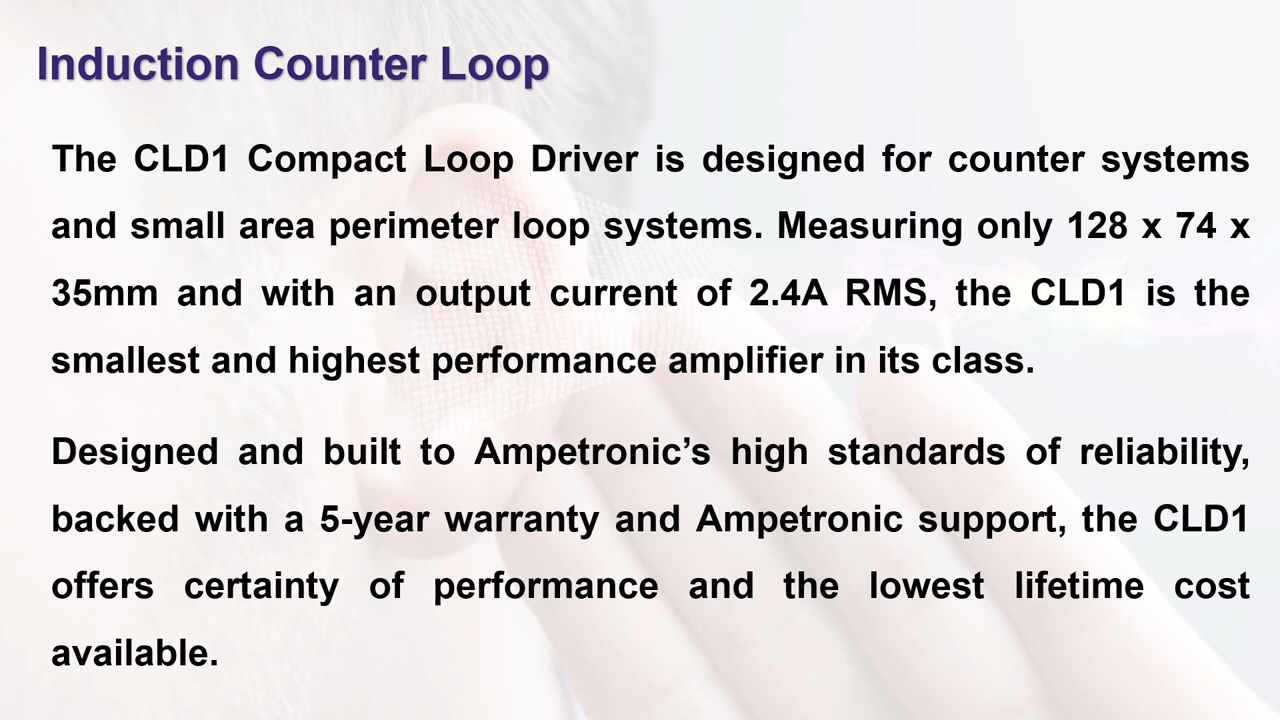 Induction Counter Loop
The CLD1 Compact Loop Driver is designed for counter systems
and small area perimeter loop systems. Measuring only 128 x 74 x
35mm and with an output current of 2.4A RMS, the CLD1 is the
smallest and highest performance amplifier in its class.
Designed and built to Ampetronic’s high standards of reliability,
backed with a 5-year warranty and Ampetronic support, the CLD1
offers certainty of performance and the lowest lifetime cost
available.